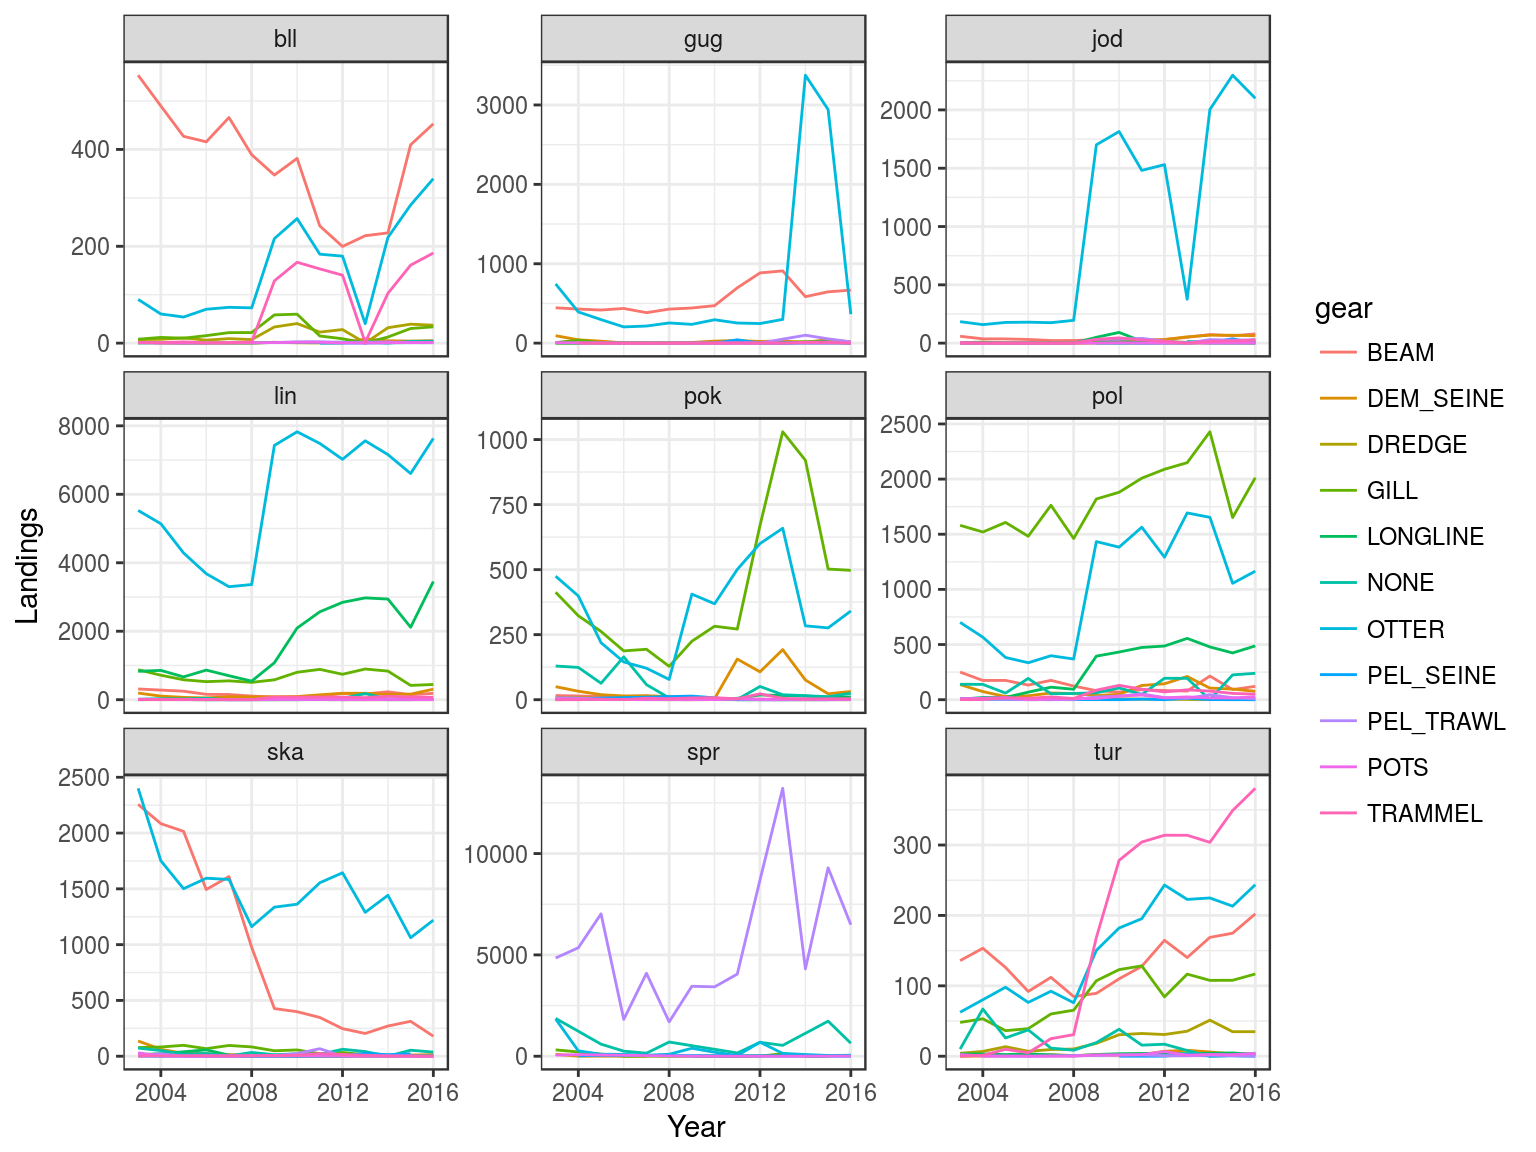 bll gug jod
400
200
0
3000
2000
1000
0
2000
1500
1000
500
0
lin pok pol
8000
6000
4000
2000
0
1000
750
500
250
0
2500
2000
1500
1000
500
0
ska spr tur
2500
2000
1500
1000
500
0
10000
5000
0
300
200
100
0
2004 2008 2012 2016 2004 2008 2012 2016 2004 2008 2012 2016
Year
Landings
gear
BEAM
DEM_SEINE
DREDGE
GILL
LONGLINE
NONE
OTTER
PEL_SEINE
PEL_TRAWL
POTS
TRAMMEL